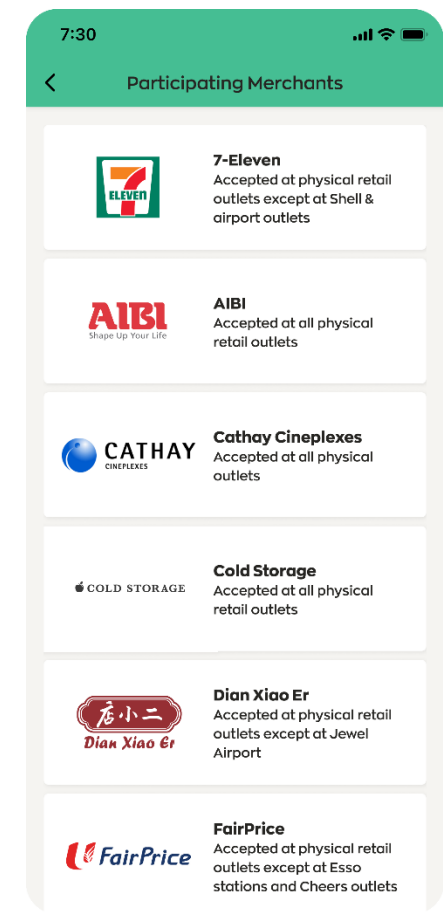 7:30
Participating Merchants
7
ELEVEN
7-Eleven
Accepted at physical retail
outlets except at Shell &
airport outlets
AIBI
Shape Up Your Life
AIBI
Accepted at all physical
retail outlets
CATHAY
CINEPLEXES
Cathay Cineplexes
Accepted at all physical
outlets
COLD STORAGE
Cold Storage
Accepted at all physical
retail outlets
店小二
Dian Xiao Er
Dian Xiao Er
Accepted at physical retail
outlets except at Jewel
Airport
FairPrice
FairPrice
Accepted at physical retail
outlets except at Esso
stations and Cheers outlets